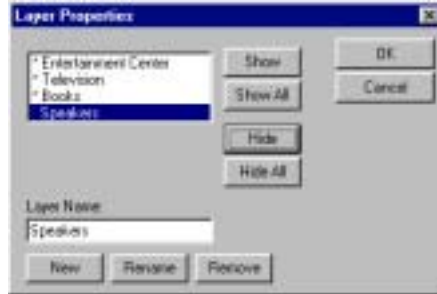 Layer Properties
* Entertainment Center
* Television
* Books
Speakers
Show
Show All
Hide
Hide All
OK
Cancel
Layer Name:
Speakers
New
Rename
Remove